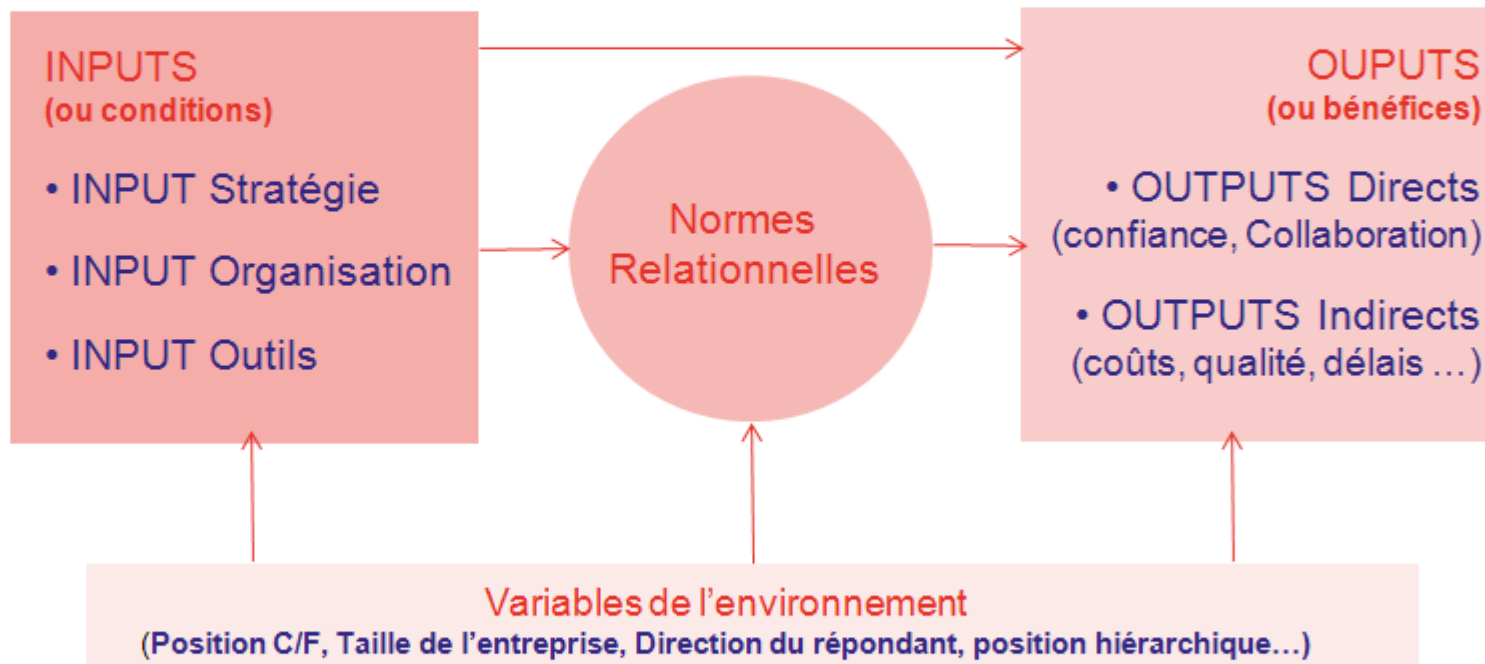 INPUTS
(ou conditions)
• INPUT Stratégie
• INPUT Organisation
• INPUT Outils
Normes
Relationnelles
OUPUTS
(ou bénéfices)
• OUTPUTS Directs
(confiance, Collaboration)
• OUTPUTS Indirects
(coûts, qualité, délais …)
Variables de l’environnement
(Position C/F, Taille de l’entreprise, Direction du répondant, position hiérarchique…)